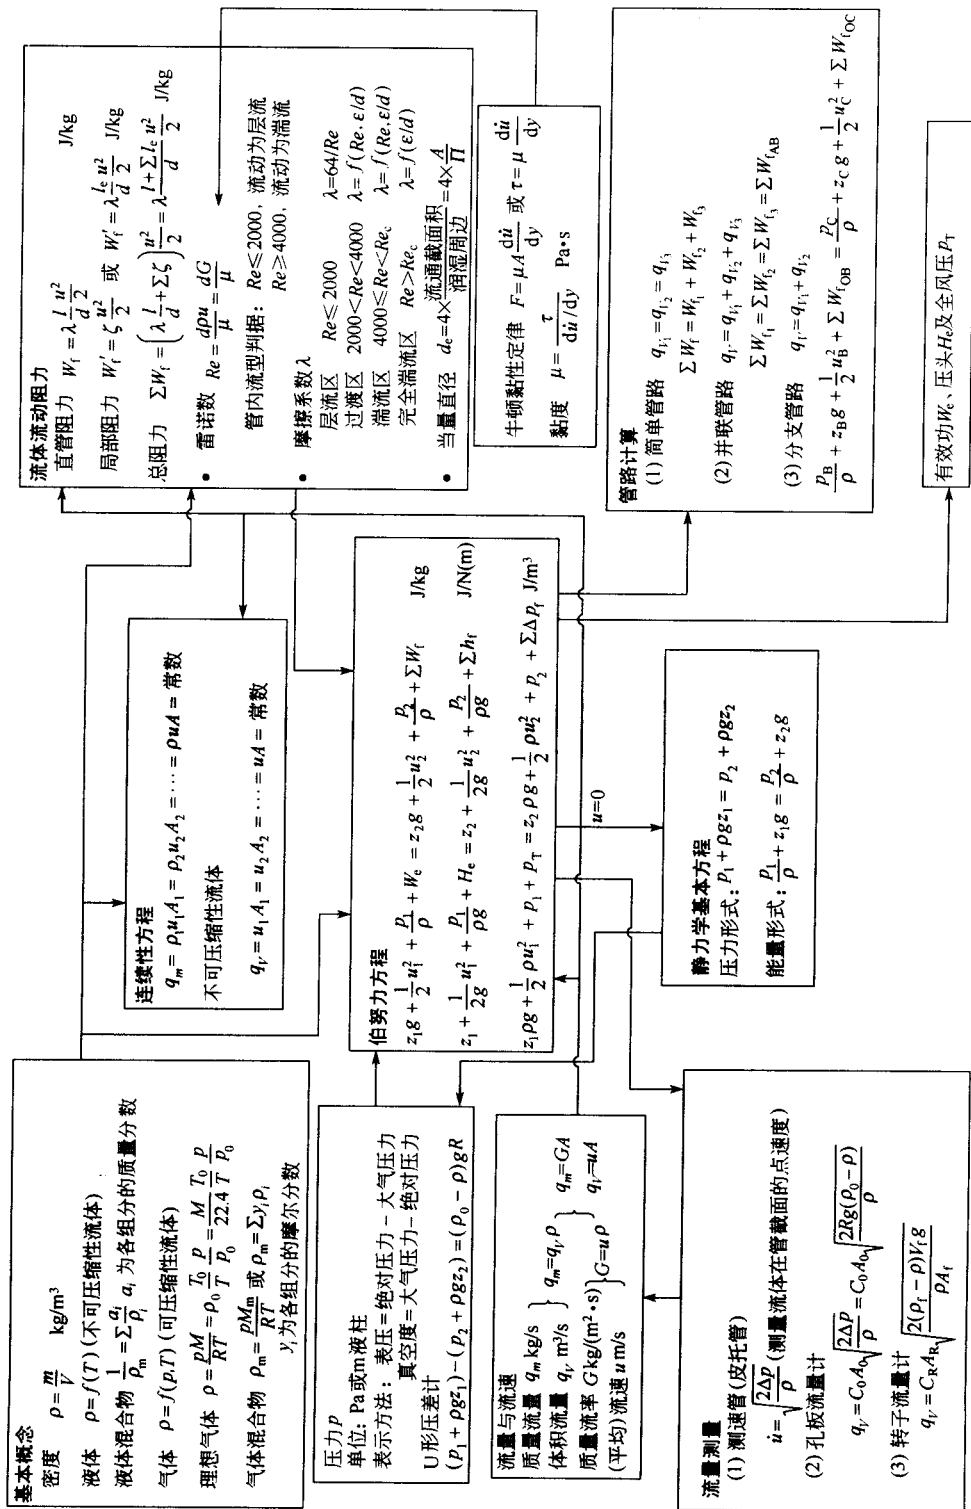 基本概念
密度 ρ=m/V kg/m³
液体 ρ=f(T) (不可压缩性流体)
液体混合物 1/ρm=Σ ai/ρi ai 为各组分的质量分数
气体 ρ=f(p,T) (可压缩性流体)
理想气体 ρ=pM/RT=ρ0 T0/T p/p0=M/22.4 T0/T p/p0
气体混合物 ρm=pMm/RT 或 ρm=Σyiρi
yi为各组分的摩尔分数
压力p
单位: Pa或m液柱
表示方法: 表压=绝对压力-大气压力
真空度=大气压力-绝对压力
U形压差计
(p1+ρgz1)-(p2+ρgz2)=(ρ0-ρ)gR
流量与流速
质量流量 qm kg/s
体积流量 qV m³/s } qm=qVρ
质量流率 G kg/(m²•s)
(平均)流速 u m/s } G=uρ
} qm=GA
qV=uA
流量测量
(1) 测速管(皮托管)
u̇=√(2Δp/ρ) (测量流体在管截面的点速度)
(2) 孔板流量计
qV=C0A0√(2Δp/ρ)=C0A0√(2Rg(ρ0-ρ)/ρ)
(3) 转子流量计
qV=CRAR√(2(ρf-ρ)Vfg/ρAf)
连续性方程
qm=ρ1u1A1=ρ2u2A2=⋯=ρuA=常数
不可压缩性流体
qV=u1A1=u2A2=⋯=uA=常数
伯努力方程
z1g+1/2 u1²+p1/ρ+We=z2g+1/2 u2²+p2/ρ+ΣWf J/kg
z1+1/2g u1²+p1/ρg+He=z2+1/2g u2²+p2/ρg+Σhf J/N(m)
z1ρg+1/2 ρu1²+p1+pT=z2ρg+1/2 ρu2²+p2+ΣΔpf J/m³
u=0
静力学基本方程
压力形式: p1+ρgz1=p2+ρgz2
能量形式: p1/ρ+z1g=p2/ρ+z2g
流体流动阻力
直管阻力 Wf=λ l/d u²/2 J/kg
局部阻力 Wf′=ζ u²/2 或 Wf′=λ le/d u²/2 J/kg
总阻力 ΣWf=(λ l/d+Σζ)u²/2=λ (l+Σle)/d u²/2 J/kg
• 雷诺数 Re=dρu/μ=dG/μ
管内流型判据: Re≤2000, 流动为层流
Re≥4000, 流动为湍流
• 摩擦系数λ
层流区 Re≤2000 λ=64/Re
过渡区 2000<Re<4000 λ=f(Re,ε/d)
湍流区 4000≤Re<Rec λ=f(Re,ε/d)
完全湍流区 Re>Rec λ=f(ε/d)
• 当量直径 de=4×流通截面积/润湿周边=4×A/Π
牛顿黏性定律 F=μA du̇/dy 或 τ=μ du̇/dy
黏度 μ=τ/(du̇/dy) Pa•s
管路计算
(1) 简单管路 qV1=qV2=qV3
ΣWf=Wf1+Wf2+Wf3
(2) 并联管路 qV=qV1+qV2+qV3
ΣWf1=ΣWf2=ΣWf3=ΣWfAB
(3) 分支管路 qV=qV1+qV2
pB/ρ+zBg+1/2 uB²+ΣWfOB=pC/ρ+zCg+1/2 uC²+ΣWfOC
有效功We、压头He及全风压pT